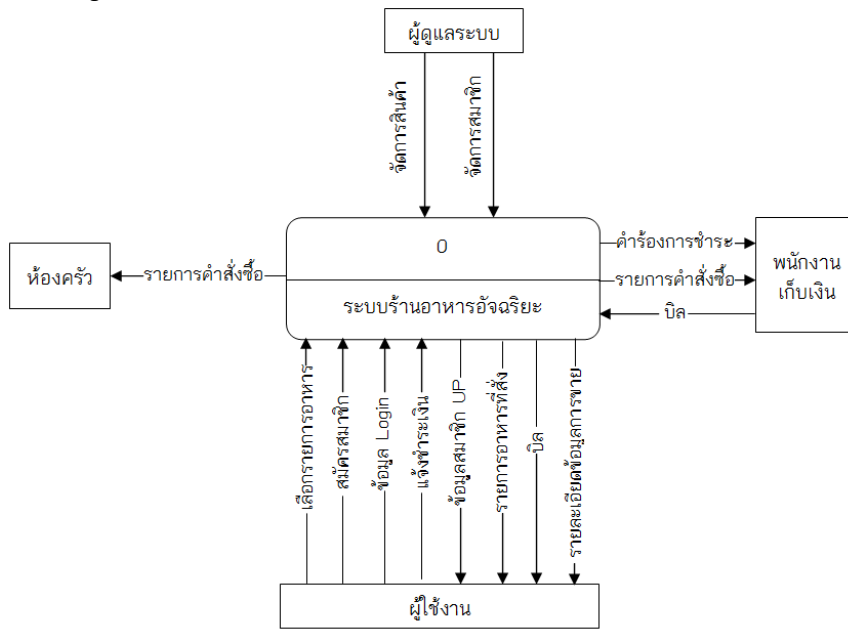 ผู้ดูแลระบบ
จัดการสินค้า
จัดการสมาชิก
0
ระบบร้านอาหารอัจฉริยะ
ห้องครัว
รายการคำสั่งซื้อ
คำร้องการชำระ
รายการคำสั่งซื้อ
บิล
พนักงาน
เก็บเงิน
เลือกรายการอาหาร
สมัครสมาชิก
ข้อมูล Login
แจ้งชำระเงิน
ข้อมูลสมาชิก UP
รายการอาหารที่สั่ง
บิล
รายละเอียดข้อมูลการขาย
ผู้ใช้งาน